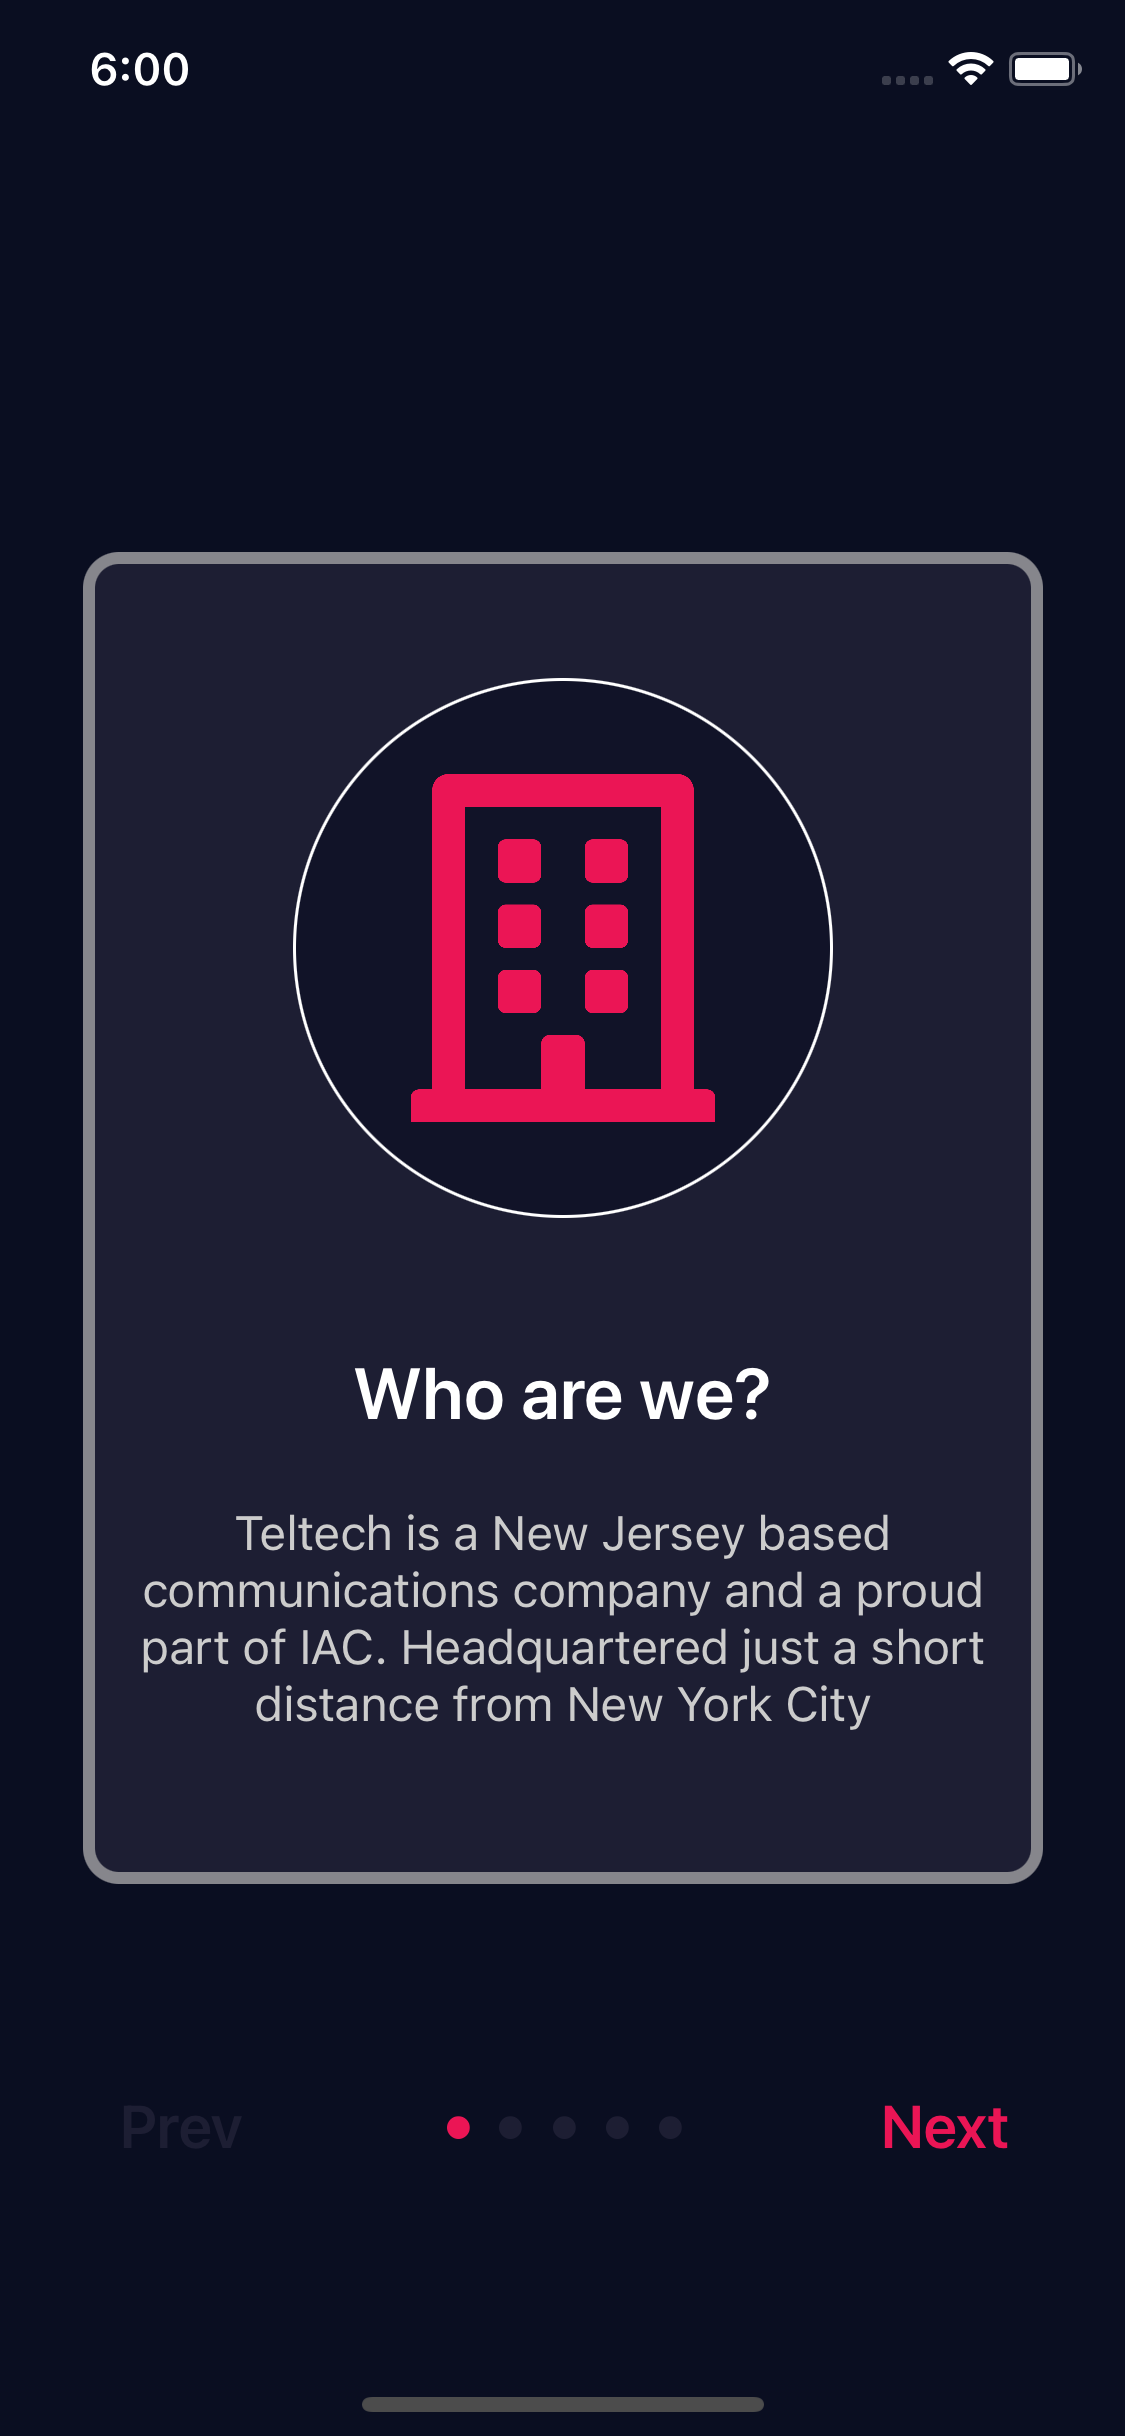 6:00
Who are we?
Teltech is a New Jersey based
communications company and a proud
part of IAC. Headquartered just a short
distance from New York City
Prev
Next